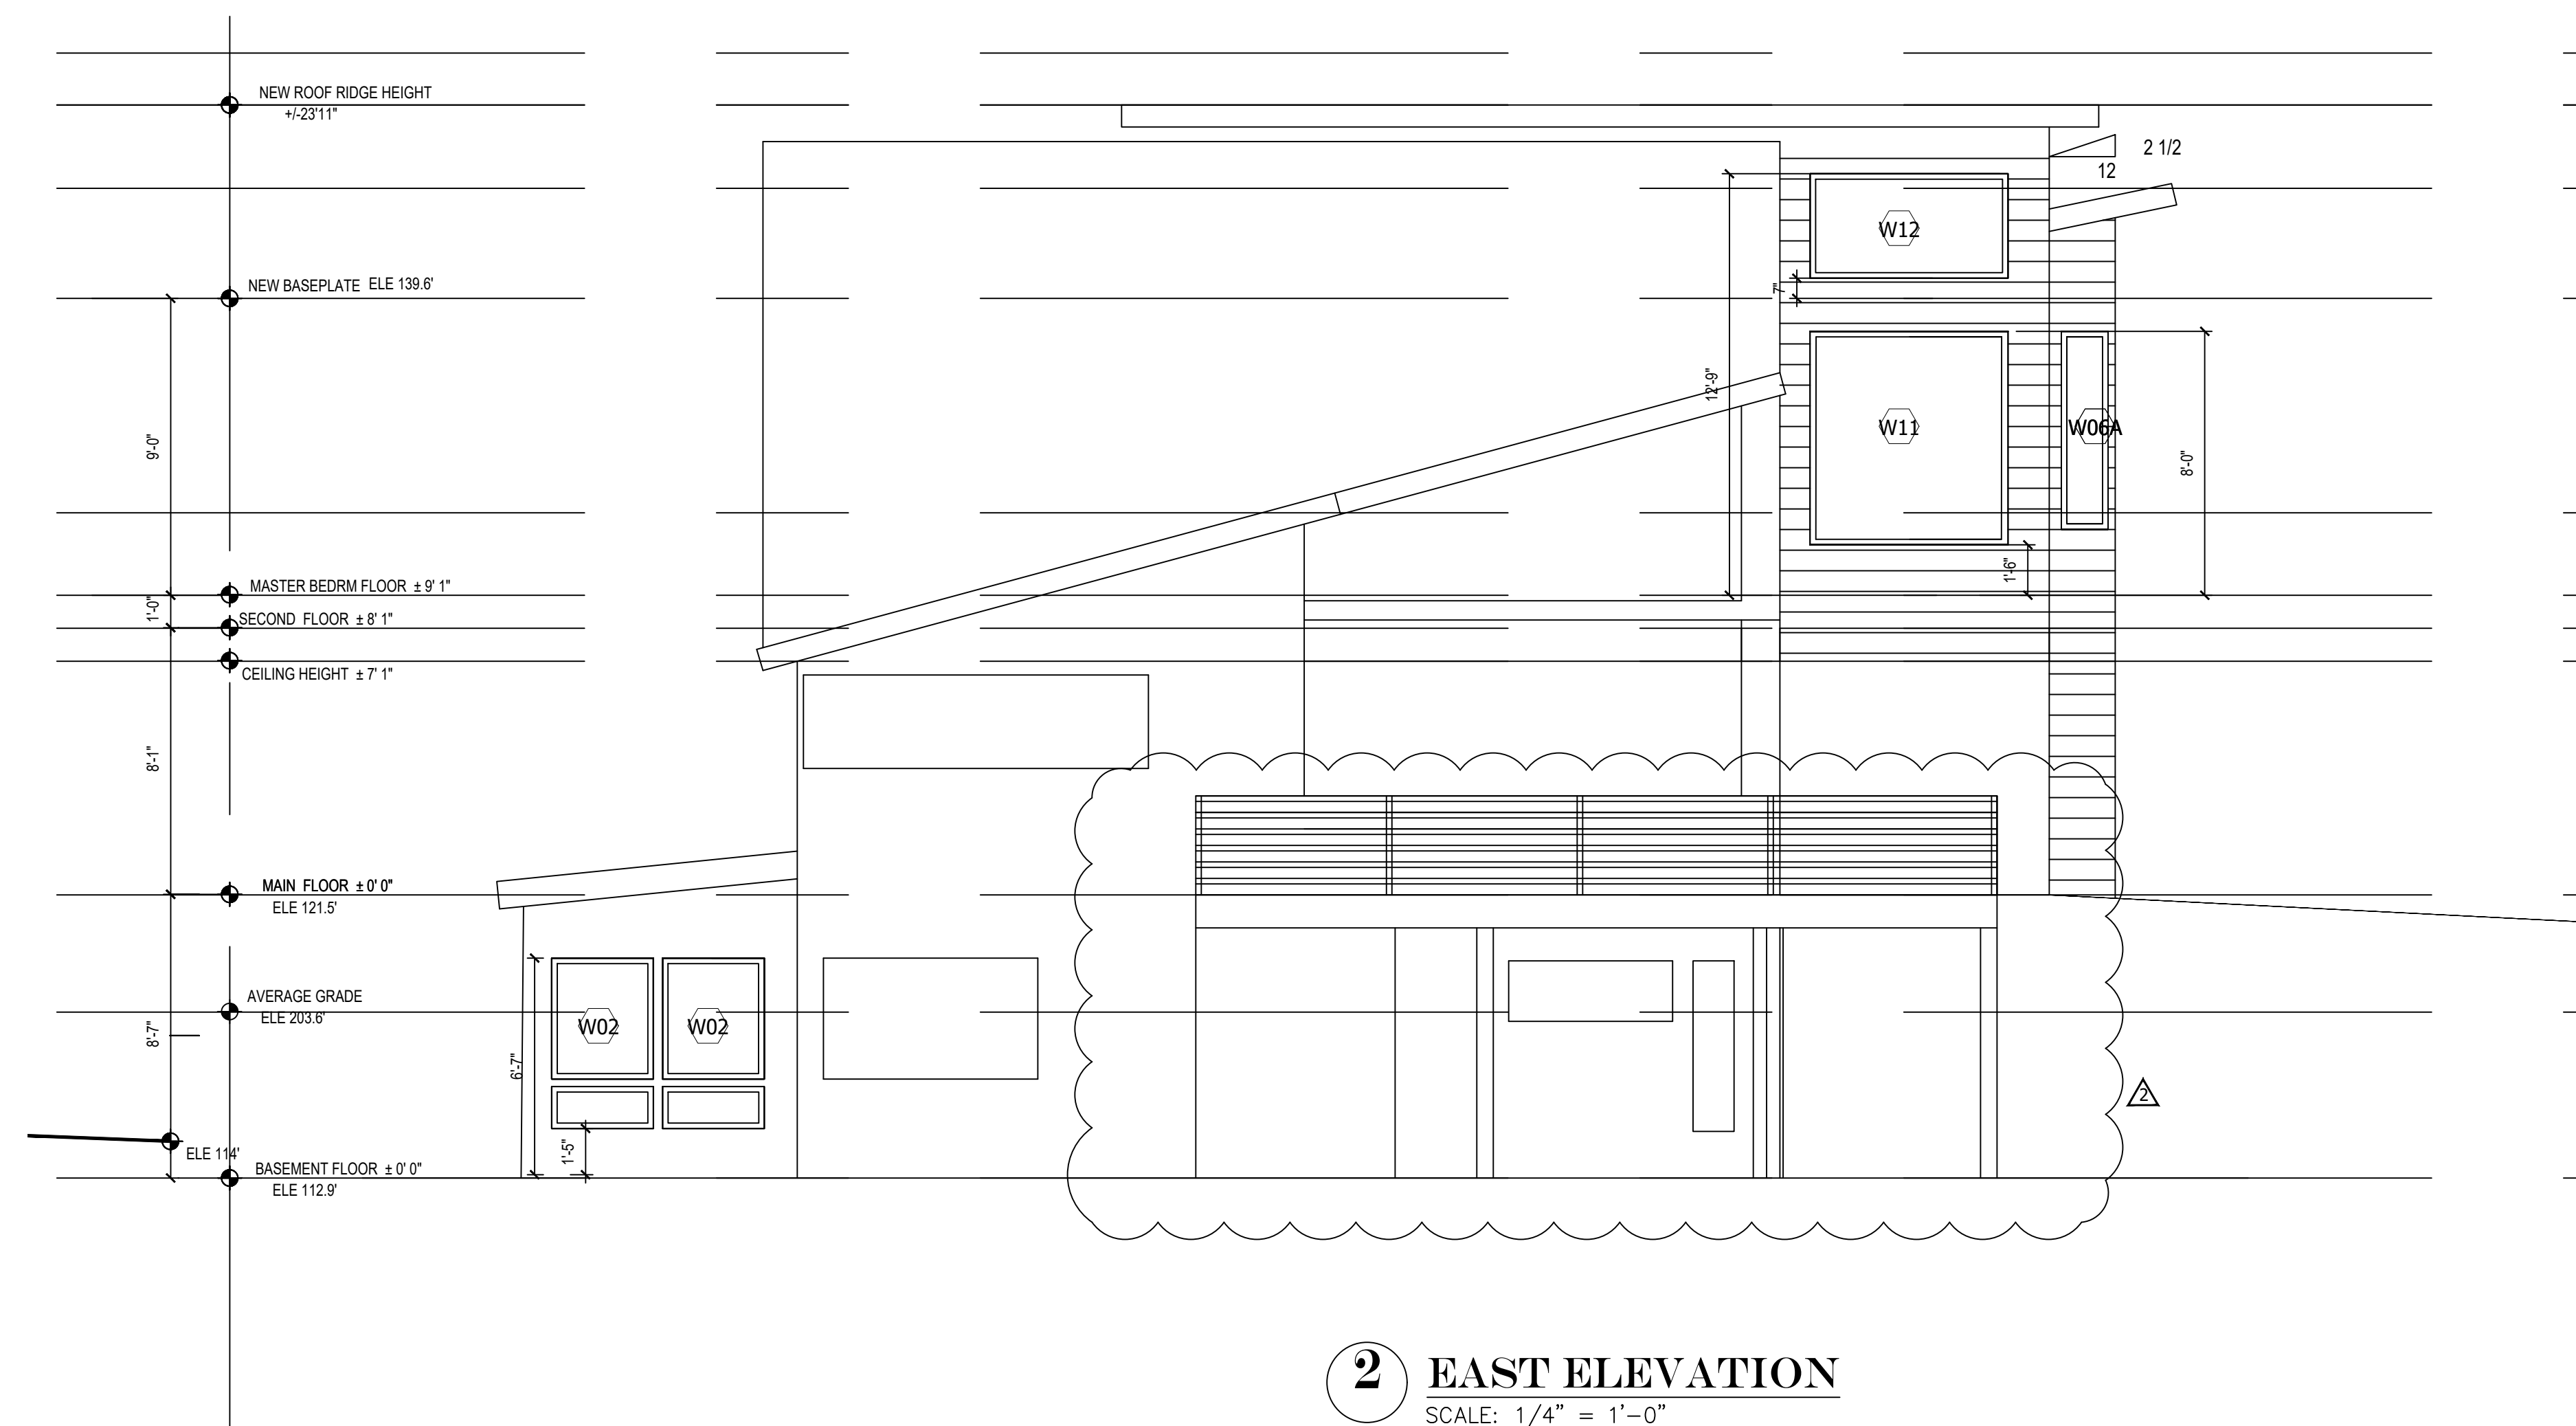 NEW ROOF RIDGE HEIGHT
+/-23'11"
2 1/2
12
W12
NEW BASEPLATE ELE 139.6'
7"
12'-9"
W11
W06A
9'-0"
8'-0"
1'-6"
MASTER BEDRM FLOOR ± 9' 1"
1'-0"
SECOND FLOOR ± 8' 1"
CEILING HEIGHT ± 7' 1"
8'-1"
MAIN FLOOR ± 0' 0"
ELE 121.5'
AVERAGE GRADE
ELE 203.6'
8'-7"
W02
W02
6'-7"
2
1'-5"
ELE 114'
BASEMENT FLOOR ± 0' 0"
ELE 112.9'
2 EAST ELEVATION
SCALE: 1/4" = 1'-0"